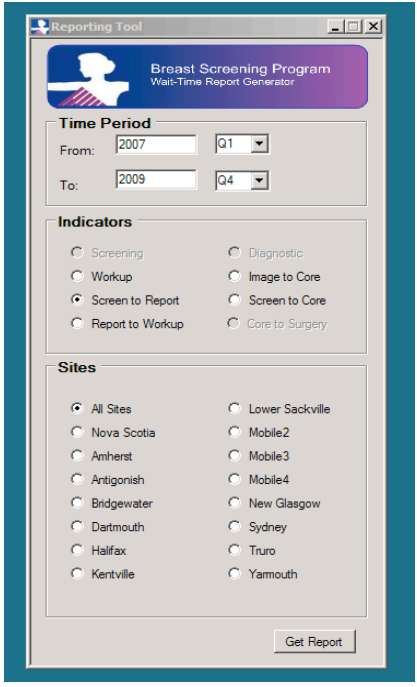 Reporting Tool
Breast Screening Program
Wait-Time Report Generator
Time Period
From: 2007 Q1
To: 2009 Q4
Indicators
Screening Diagnostic
Workup Image to Core
Screen to Report Screen to Core
Report to Workup Core to Surgery
Sites
All Sites Lower Sackville
Nova Scotia Mobile2
Amherst Mobile3
Antigonish Mobile4
Bridgewater New Glasgow
Dartmouth Sydney
Halifax Truro
Kentville Yarmouth
Get Report